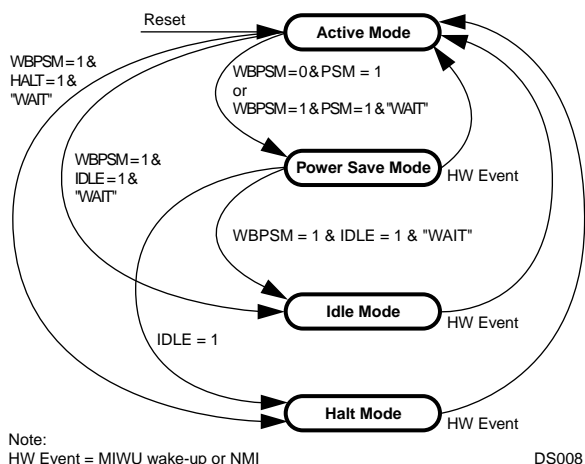 Reset
Active Mode
WBPSM = 1 &
HALT = 1 &
"WAIT"
WBPSM = 0 & PSM = 1
or
WBPSM = 1 & PSM = 1 & "WAIT"
WBPSM = 1 &
IDLE = 1 &
"WAIT"
Power Save Mode
HW Event
WBPSM = 1 & IDLE = 1 & "WAIT"
Idle Mode
HW Event
IDLE = 1
Halt Mode
HW Event
Note:
HW Event = MIWU wake-up or NMI
DS008